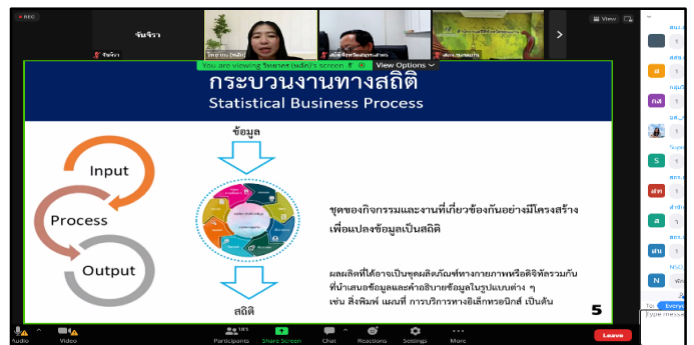 REC
จันจิรา
View
จันจิรา
You are viewing วิทยากร (หลัก)'s screen
View Options
กระบวนงานทางสถิติ
Statistical Business Process
ข้อมูล
Input
Process
Output
ชุดของกิจกรรมและงานที่เกี่ยวข้องกันอย่างมีโครงสร้าง
เพื่อแปลงข้อมูลเป็นสถิติ
ผลผลิตที่ได้อาจเป็นชุดผลิตภัณฑ์ทางกายภาพหรือดิจิทัลรวมกัน
ที่นำเสนอข้อมูลและคำอธิบายข้อมูลในรูปแบบต่าง ๆ
เช่น สิ่งพิมพ์ แผนที่ การบริการทางอิเล็กทรอนิกส์ เป็นต้น
สถิติ
5
S
N
NSO
To: Everyo
Type messa
Audio
Video
Participants
185
Share Screen
Chat
Reactions
Settings
More
Leave